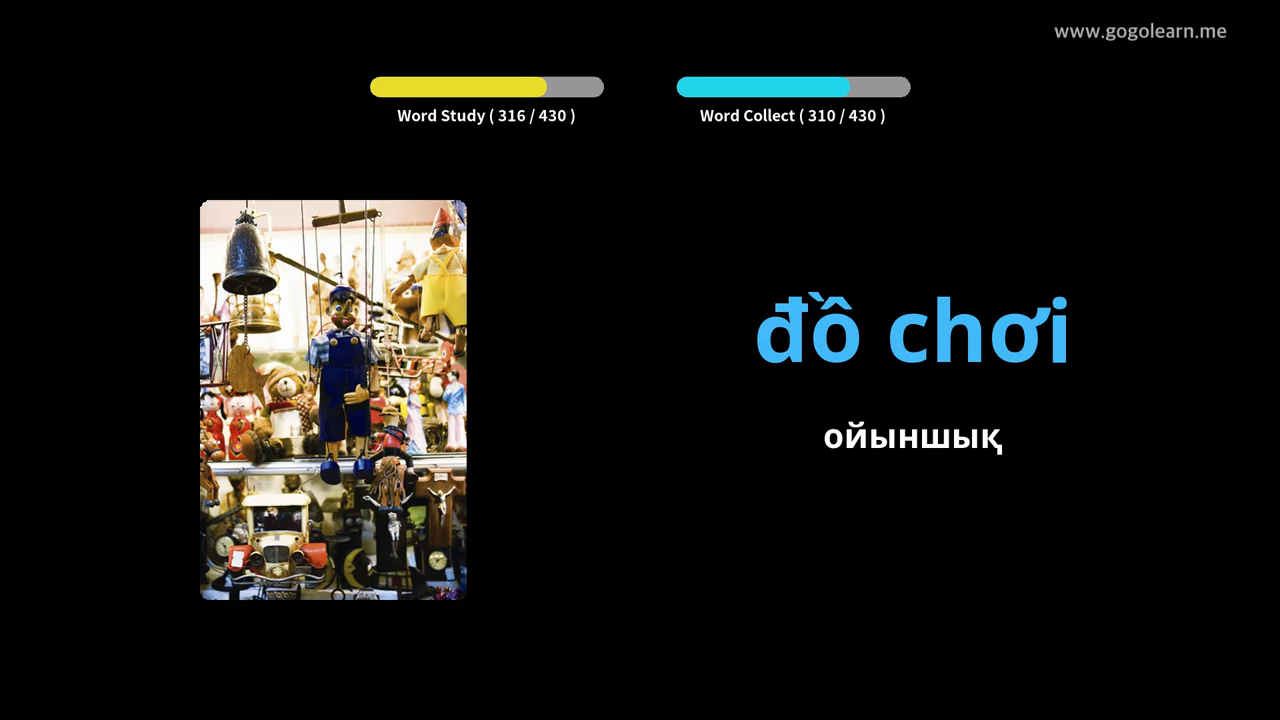 www.gogolearn.me
Word Study ( 316 / 430 )
Word Collect ( 310 / 430 )
đồ chơi
ойыншық